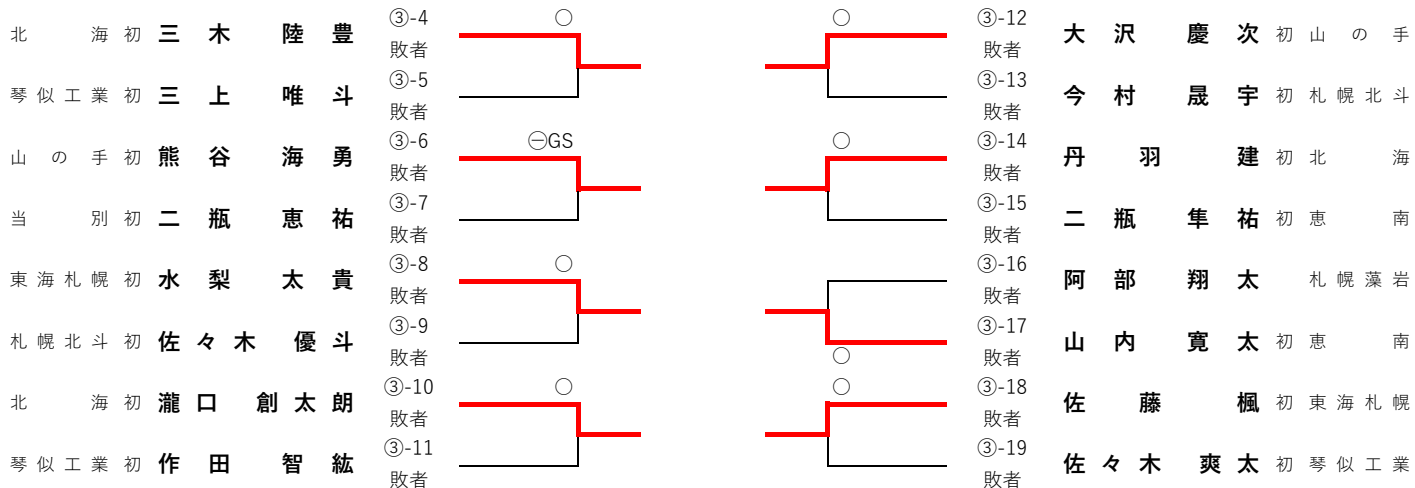 北海 初 三木 陸豊 ③-4 敗者 ○
琴似工業 初 三上 唯斗 ③-5 敗者
山の手 初 熊谷 海勇 ③-6 敗者 ㊀GS
当別 初 二瓶 恵祐 ③-7 敗者
東海札幌 初 水梨 太貴 ③-8 敗者 ○
札幌北斗 初 佐々木 優斗 ③-9 敗者
北海 初 瀧口 創太朗 ③-10 敗者 ○
琴似工業 初 作田 智紘 ③-11 敗者
○ ③-12 敗者 大沢 慶次 初 山の手
③-13 敗者 今村 晟宇 初 札幌北斗
○ ③-14 敗者 丹羽 建 初 北海
③-15 敗者 二瓶 隼祐 初 恵南
③-16 敗者 阿部 翔太 札幌藻岩
○ ③-17 敗者 山内 寛太 初 恵南
○ ③-18 敗者 佐藤 楓 初 東海札幌
③-19 敗者 佐々木 爽太 初 琴似工業